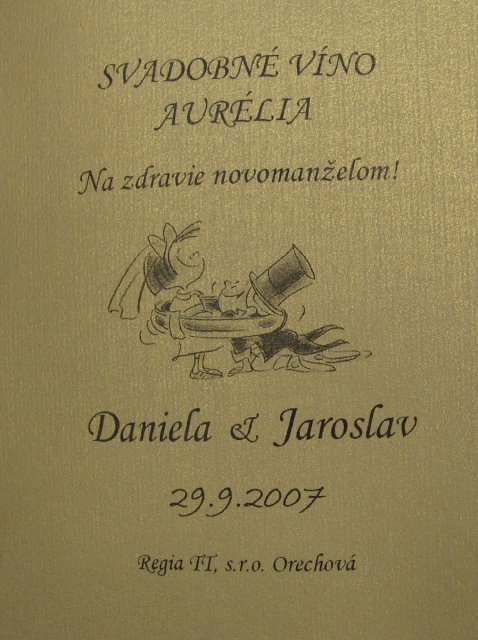 SVADOBNÉ VÍNO
AURÉLIA
Na zdravie novomanželom!
Daniela & Jaroslav
29.9.2007
Regia TT, s.r.o. Orechová